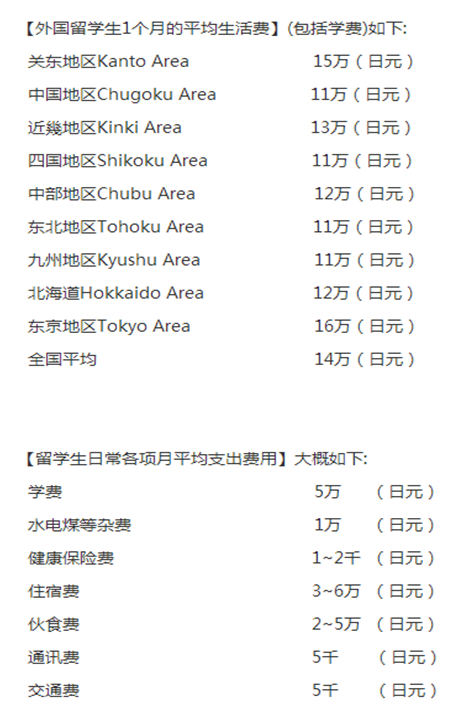 【外国留学生1个月的平均生活费】(包括学费)如下:
关东地区Kanto Area 15万(日元)
中国地区Chugoku Area 11万(日元)
近幾地区Kinki Area 13万(日元)
四国地区Shikoku Area 11万(日元)
中部地区Chubu Area 12万(日元)
东北地区Tohoku Area 11万(日元)
九州地区Kyushu Area 11万(日元)
北海道Hokkaido Area 12万(日元)
东京地区Tokyo Area 16万(日元)
全国平均 14万(日元)
【留学生日常各项月平均支出费用】大概如下:
学费 5万 (日元)
水电煤等杂费 1万 (日元)
健康保险费 1~2千 (日元)
住宿费 3~6万 (日元)
伙食费 2~5万 (日元)
通讯费 5千 (日元)
交通费 5千 (日元)